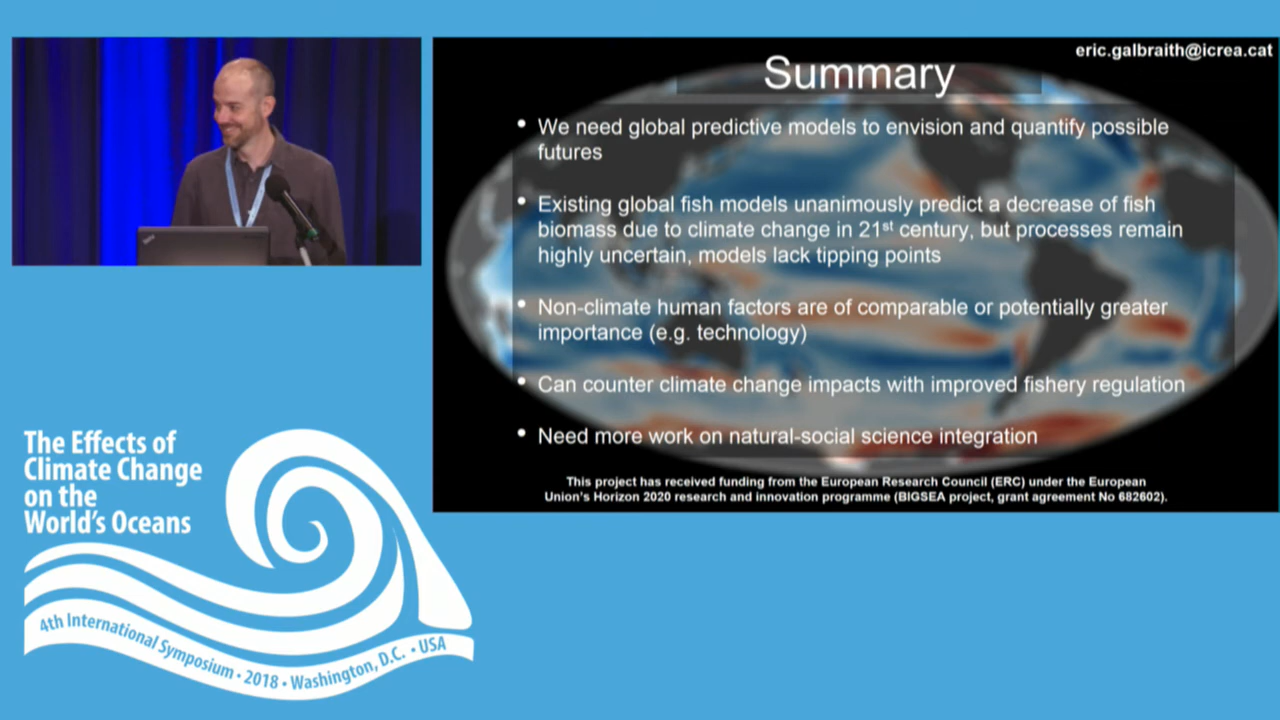 eric.galbraith@icrea.cat
Summary
• We need global predictive models to envision and quantify possible
futures
• Existing global fish models unanimously predict a decrease of fish
biomass due to climate change in 21st century, but processes remain
highly uncertain, models lack tipping points
• Non-climate human factors are of comparable or potentially greater
importance (e.g. technology)
• Can counter climate change impacts with improved fishery regulation
• Need more work on natural-social science integration
This project has received funding from the European Research Council (ERC) under the European
Union's Horizon 2020 research and innovation programme (BIGSEA project, grant agreement No 682602).
The Effects of
Climate Change
on the
World's Oceans
4th International Symposium • 2018 • Washington, D.C. • USA